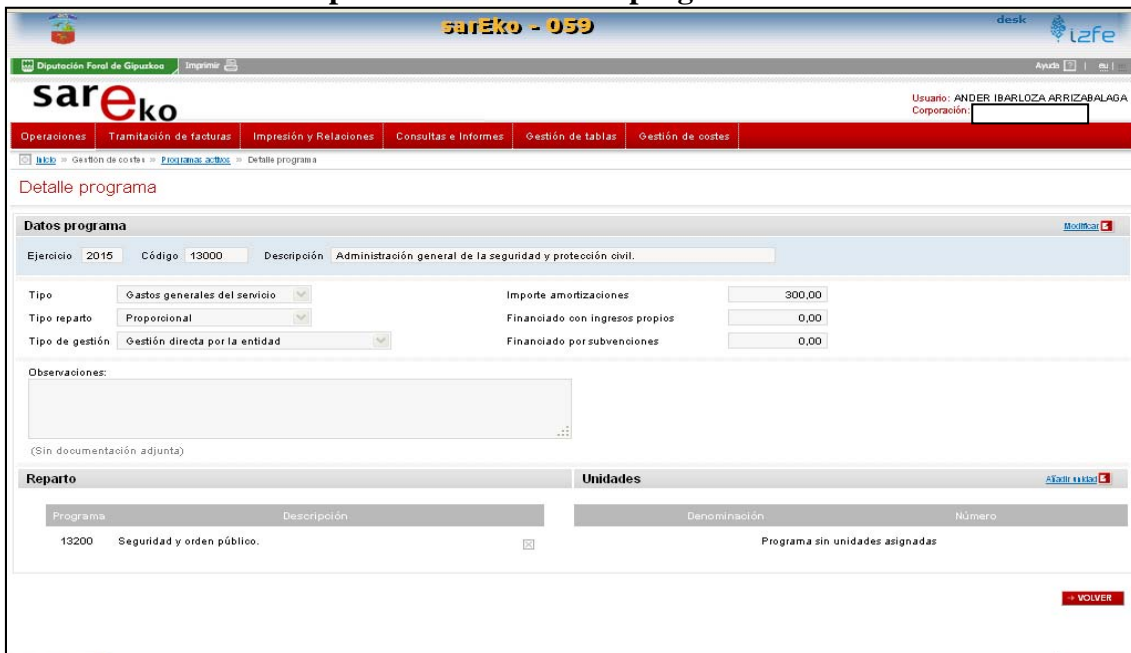 sarEko - 059
desk
izfe
Diputación Foral de Gipuzkoa Imprimir Ayuda ? | eu |
sareko
Usuario: ANDER IBARLOZA ARRIZABALAGA
Corporación:
Operaciones Tramitación de facturas Impresión y Relaciones Consultas e Informes Gestión de tablas Gestión de costes
Inicio » Gestión de costes » Programas activos » Detalle programa
Detalle programa
Datos programa Modificar
Ejercicio 2015 Código 13000 Descripción Administración general de la seguridad y protección civil.
Tipo Gastos generales del servicio Importe amortizaciones 300,00
Tipo reparto Proporcional Financiado con ingresos propios 0,00
Tipo de gestión Gestión directa por la entidad Financiado por subvenciones 0,00
Observaciones:
(Sin documentación adjunta)
Reparto Unidades Añadir unidad
Programa Descripción Denominación Número
13200 Seguridad y orden público. Programa sin unidades asignadas
→ VOLVER